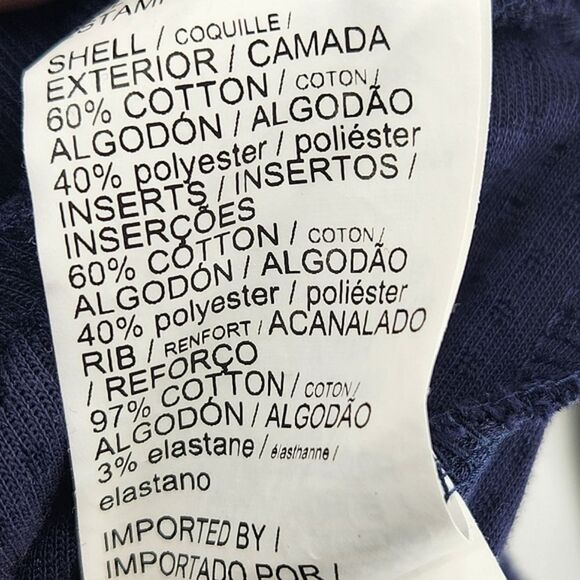 SHELL / COQUILLE /
EXTERIOR / CAMADA
60% COTTON / COTON /
ALGODÓN / ALGODÃO
40% polyester / poliéster
INSERTS / INSERTOS /
INSERÇÕES
60% COTTON / COTON /
ALGODÓN / ALGODÃO
40% polyester / poliéster
RIB / RENFORT / ACANALADO
/ REFORÇO
97% COTTON / COTON /
ALGODÓN / ALGODÃO
3% elastane / élasthanne /
elastano
IMPORTED BY /
IMPORTADO POR /